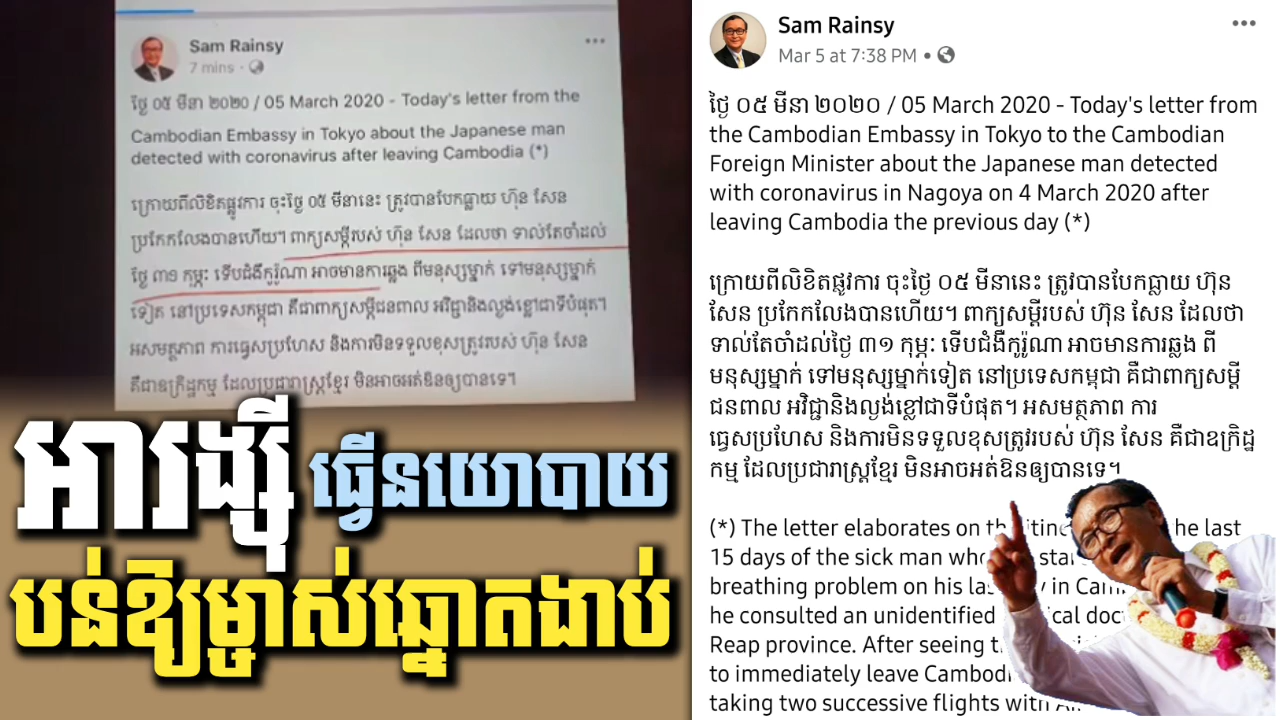 Sam Rainsy
7 mins ·
ថ្ងៃ ០៥ មីនា ២០២០ / 05 March 2020 - Today's letter from the
Cambodian Embassy in Tokyo about the Japanese man
detected with coronavirus after leaving Cambodia (*)
ក្រោយពីលិខិតផ្លូវការ ចុះថ្ងៃ ០៥ មីនានេះ ត្រូវបានបែកធ្លាយ ហ៊ុន សែន
ប្រកែកលែងបានហើយ។ ពាក្យសម្ដីរបស់ ហ៊ុន សែន ដែលថា ទាល់តែចាំដល់
ថ្ងៃ ៣១ កុម្ភៈ ទើបជំងឺកូរ៉ូណា អាចមានការឆ្លង ពីមនុស្សម្នាក់ ទៅមនុស្សម្នាក់
ទៀត នៅប្រទេសកម្ពុជា គឺជាពាក្យសម្ដីជនពាល អវិជ្ជានិងល្ងង់ខ្លៅជាទីបំផុត។
អសមត្ថភាព ការធ្វេសប្រហែស និងការមិនទទួលខុសត្រូវរបស់ ហ៊ុន សែន
គឺជាឧក្រិដ្ឋកម្ម ដែលប្រជារាស្ត្រខ្មែរ មិនអាចអត់ឱនឲ្យបានទេ។
អារង្ស៊ី ធ្វើនយោបាយ
បន់ឱ្យម្ចាស់ឆ្នោតងាប់
Sam Rainsy
Mar 5 at 7:38 PM •
ថ្ងៃ ០៥ មីនា ២០២០ / 05 March 2020 - Today's letter from
the Cambodian Embassy in Tokyo to the Cambodian
Foreign Minister about the Japanese man detected
with coronavirus in Nagoya on 4 March 2020 after
leaving Cambodia the previous day (*)
ក្រោយពីលិខិតផ្លូវការ ចុះថ្ងៃ ០៥ មីនានេះ ត្រូវបានបែកធ្លាយ ហ៊ុន
សែន ប្រកែកលែងបានហើយ។ ពាក្យសម្ដីរបស់ ហ៊ុន សែន ដែលថា
ទាល់តែចាំដល់ថ្ងៃ ៣១ កុម្ភៈ ទើបជំងឺកូរ៉ូណា អាចមានការឆ្លង ពី
មនុស្សម្នាក់ ទៅមនុស្សម្នាក់ទៀត នៅប្រទេសកម្ពុជា គឺជាពាក្យសម្ដី
ជនពាល អវិជ្ជានិងល្ងង់ខ្លៅជាទីបំផុត។ អសមត្ថភាព ការ
ធ្វេសប្រហែស និងការមិនទទួលខុសត្រូវរបស់ ហ៊ុន សែន គឺជាឧក្រិដ្ឋ
កម្ម ដែលប្រជារាស្ត្រខ្មែរ មិនអាចអត់ឱនឲ្យបានទេ។
(*) The letter elaborates on the last
15 days of the sick man who
breathing problem on his in
he consulted an unidentified
Reap province. After seeing
to immediately leave
taking two successive flights with